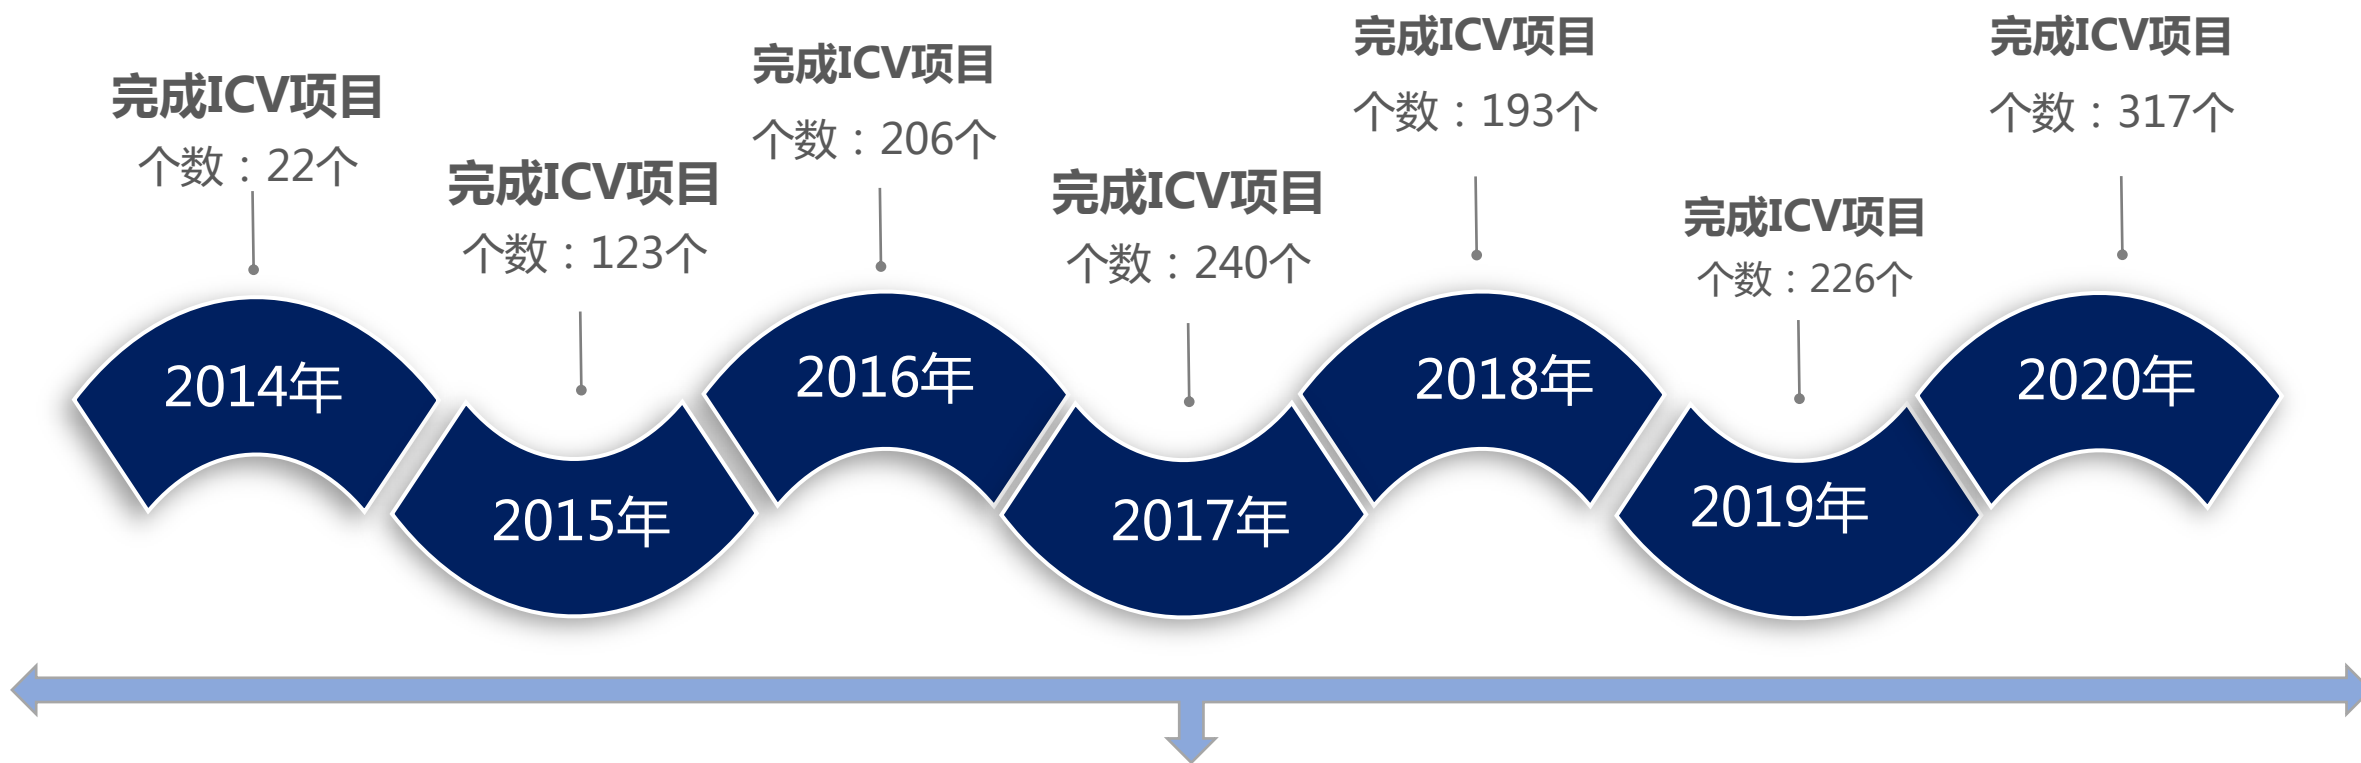 完成ICV项目
个数：22个
2014年
完成ICV项目
个数：123个
2015年
完成ICV项目
个数：206个
2016年
完成ICV项目
个数：240个
2017年
完成ICV项目
个数：193个
2018年
完成ICV项目
个数：226个
2019年
完成ICV项目
个数：317个
2020年